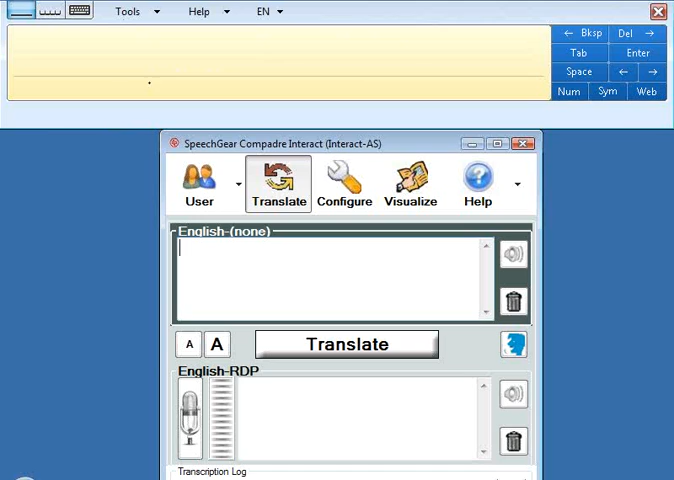 Tools Help EN
← Bksp Del →
Tab Enter
Space ← →
Num Sym Web
SpeechGear Compadre Interact (Interact-AS)
User Translate Configure Visualize Help
English-(none)
A A Translate
English-RDP
Transcription Log